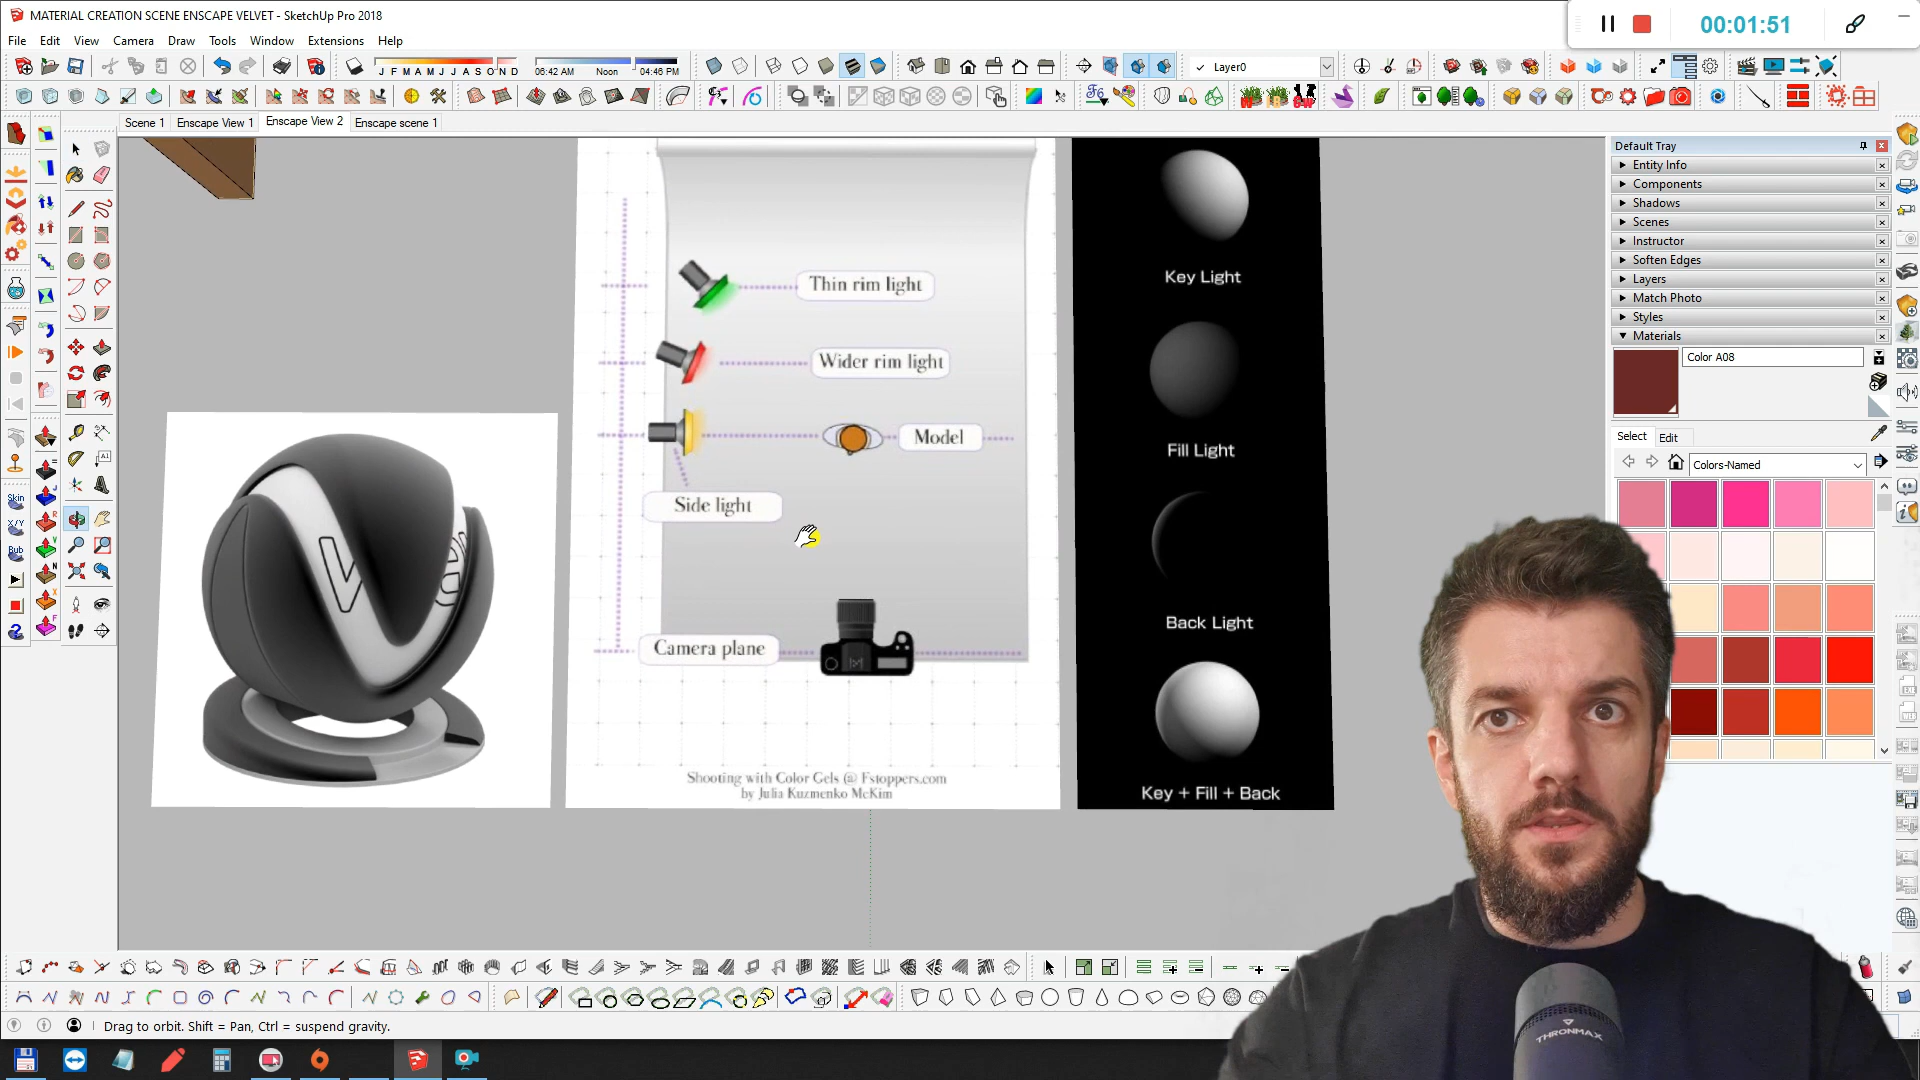 MATERIAL CREATION SCENE ENSCAPE VELVET - SketchUp Pro 2018
00:01:51
File Edit View Camera Draw Tools Window Extensions Help
J F M A M J J A S O N D
06:42 AM Noon 04:46 PM
Layer0
Scene 1 Enscape View 1 Enscape View 2 Enscape scene 1
Default Tray
Entity Info
Components
Shadows
Scenes
Instructor
Soften Edges
Layers
Match Photo
Styles
Materials
Color A08
Select Edit
Colors-Named
Skin
X/Y
Bub
Thin rim light
Wider rim light
Model
Side light
Camera plane
Shooting with Color Gels @ Fstoppers.com
by Julia Kuzmenko McKim
Key Light
Fill Light
Back Light
Key + Fill + Back
THRONMAX
Drag to orbit. Shift = Pan, Ctrl = suspend gravity.